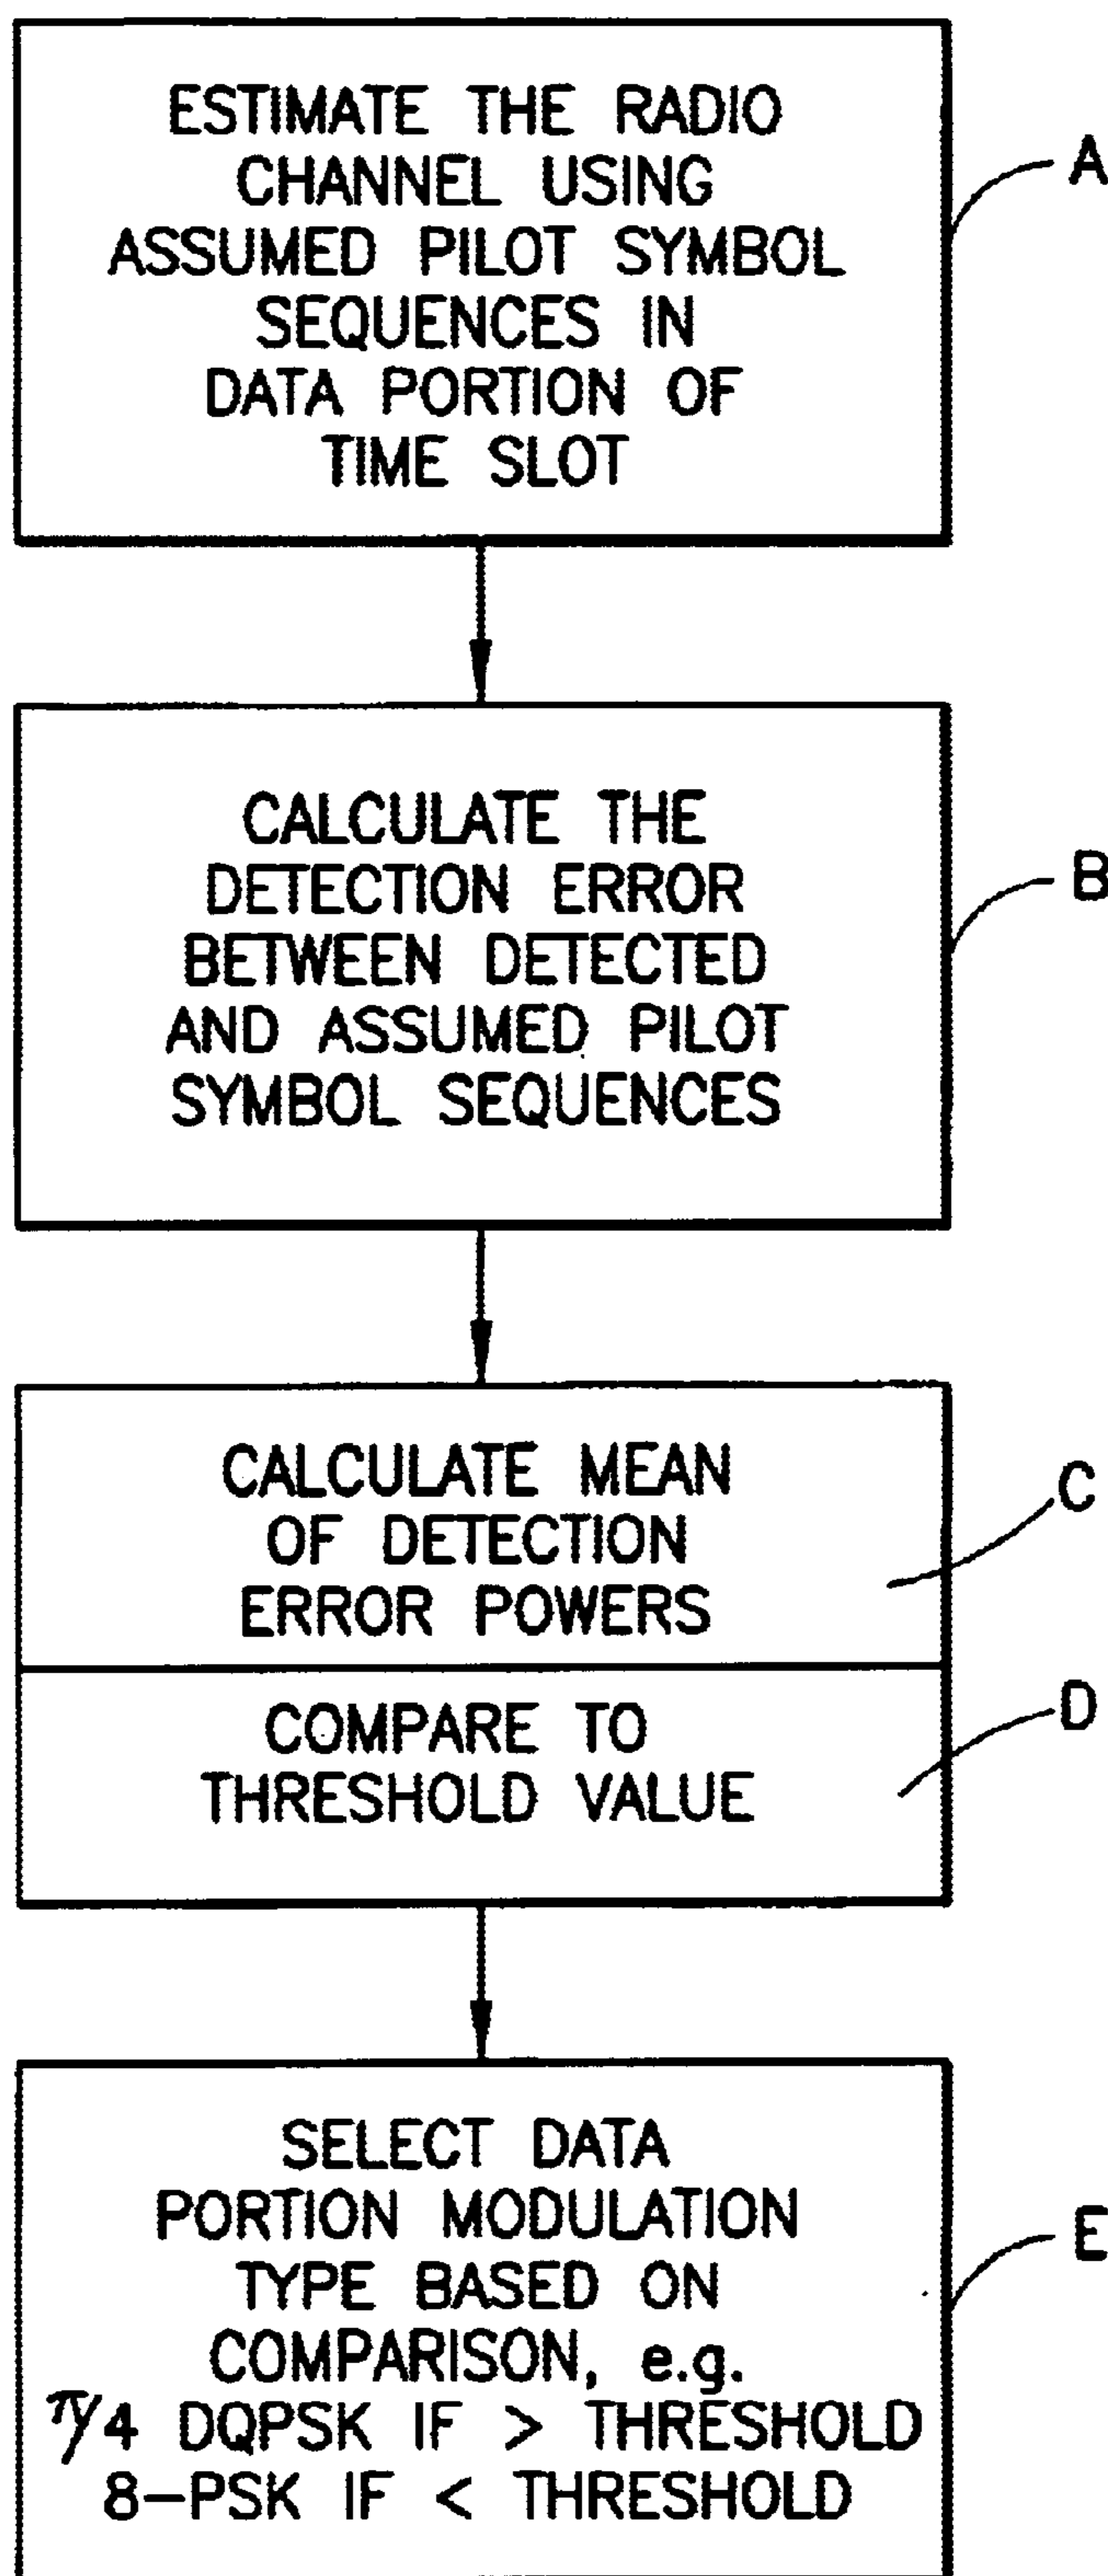 ESTIMATE THE RADIO
CHANNEL USING
ASSUMED PILOT SYMBOL
SEQUENCES IN
DATA PORTION OF
TIME SLOT
A
CALCULATE THE
DETECTION ERROR
BETWEEN DETECTED
AND ASSUMED PILOT
SYMBOL SEQUENCES
B
CALCULATE MEAN
OF DETECTION
ERROR POWERS
C
COMPARE TO
THRESHOLD VALUE
D
SELECT DATA
PORTION MODULATION
TYPE BASED ON
COMPARISON, e.g.
π/4 DQPSK IF > THRESHOLD
8-PSK IF < THRESHOLD
E